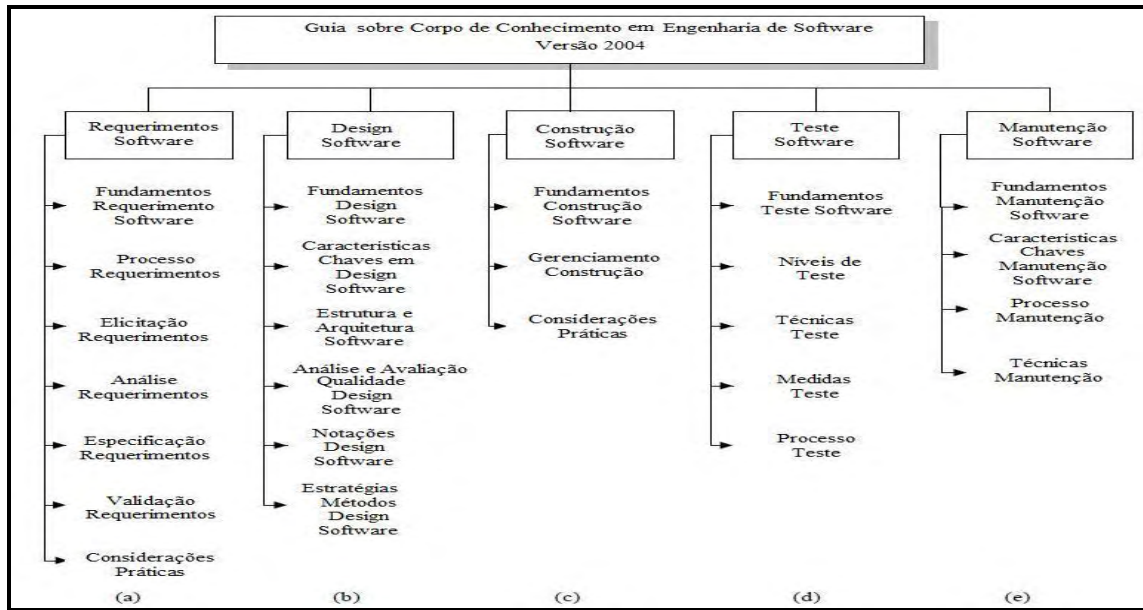 Guia sobre Corpo de Conhecimento em Engenharia de Software
Versão 2004
Requerimentos
Software
Fundamentos
Requerimento
Software
Processo
Requerimentos
Elicitação
Requerimentos
Análise
Requerimentos
Especificação
Requerimentos
Validação
Requerimentos
Considerações
Práticas
(a)
Design
Software
Fundamentos
Design
Software
Características
Chaves em
Design
Software
Estrutura e
Arquitetura
Software
Análise e Avaliação
Qualidade
Design
Software
Notações
Design
Software
Estratégias
Métodos
Design
Software
(b)
Construção
Software
Fundamentos
Construção
Software
Gerenciamento
Construção
Considerações
Práticas
(c)
Teste
Software
Fundamentos
Teste Software
Níveis de
Teste
Técnicas
Teste
Medidas
Teste
Processo
Teste
(d)
Manutenção
Software
Fundamentos
Manutenção
Software
Características
Chaves
Manutenção
Software
Processo
Manutenção
Técnicas
Manutenção
(e)